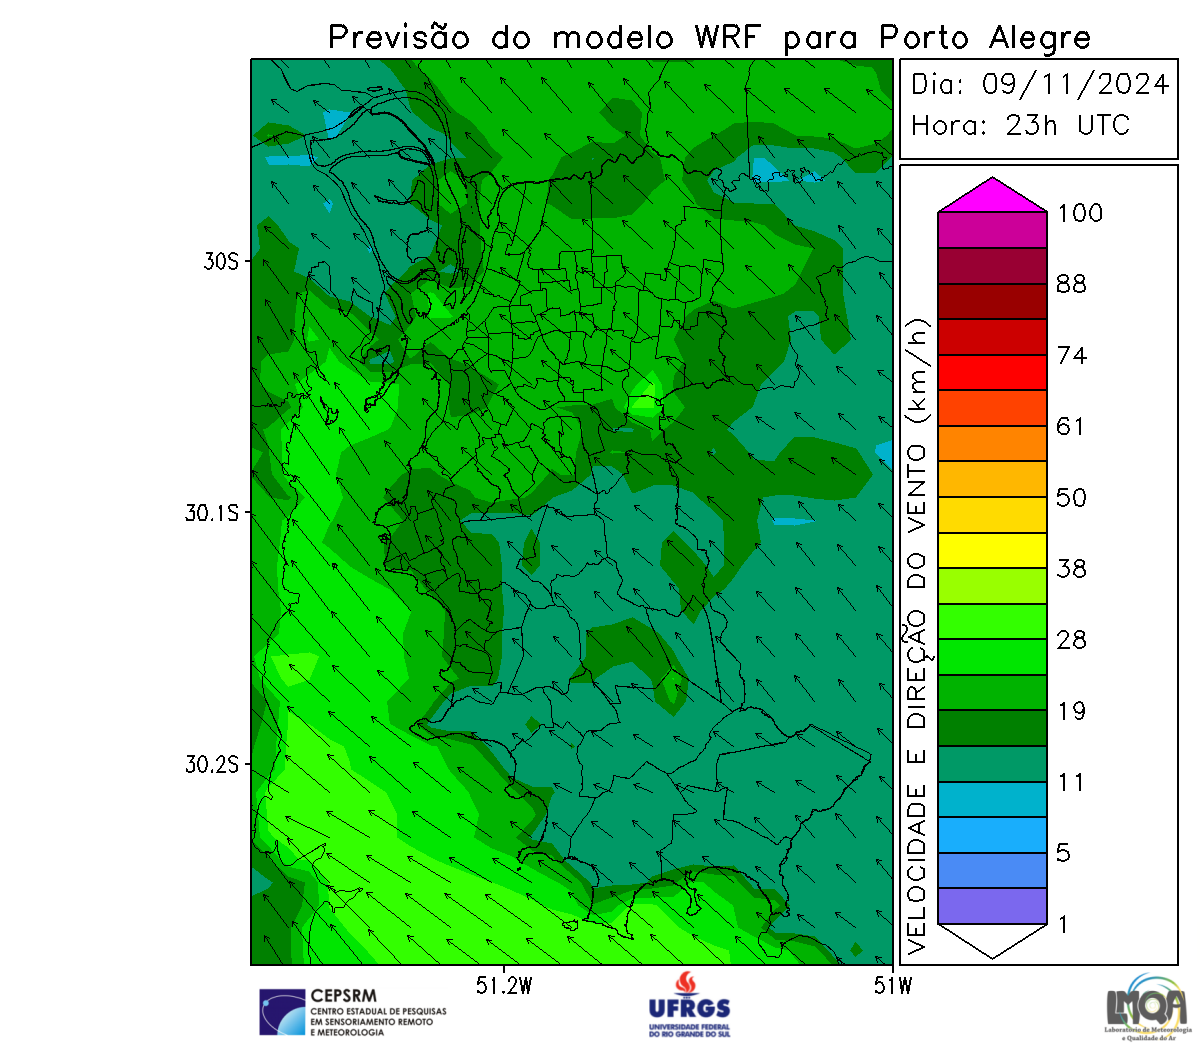 Previsão do modelo WRF para Porto Alegre
Dia: 09/11/2024
Hora: 23h UTC
100
88
74
61
50
38
28
19
11
5
1
VELOCIDADE E DIREÇÃO DO VENTO (km/h)
30S
30.1S
30.2S
51.2W
51W
CEPSRM
CENTRO ESTADUAL DE PESQUISAS
EM SENSORIAMENTO REMOTO
E METEOROLOGIA
UFRGS
UNIVERSIDADE FEDERAL
DO RIO GRANDE DO SUL
LMQA
Laboratório de Meteorologia
e Qualidade do Ar